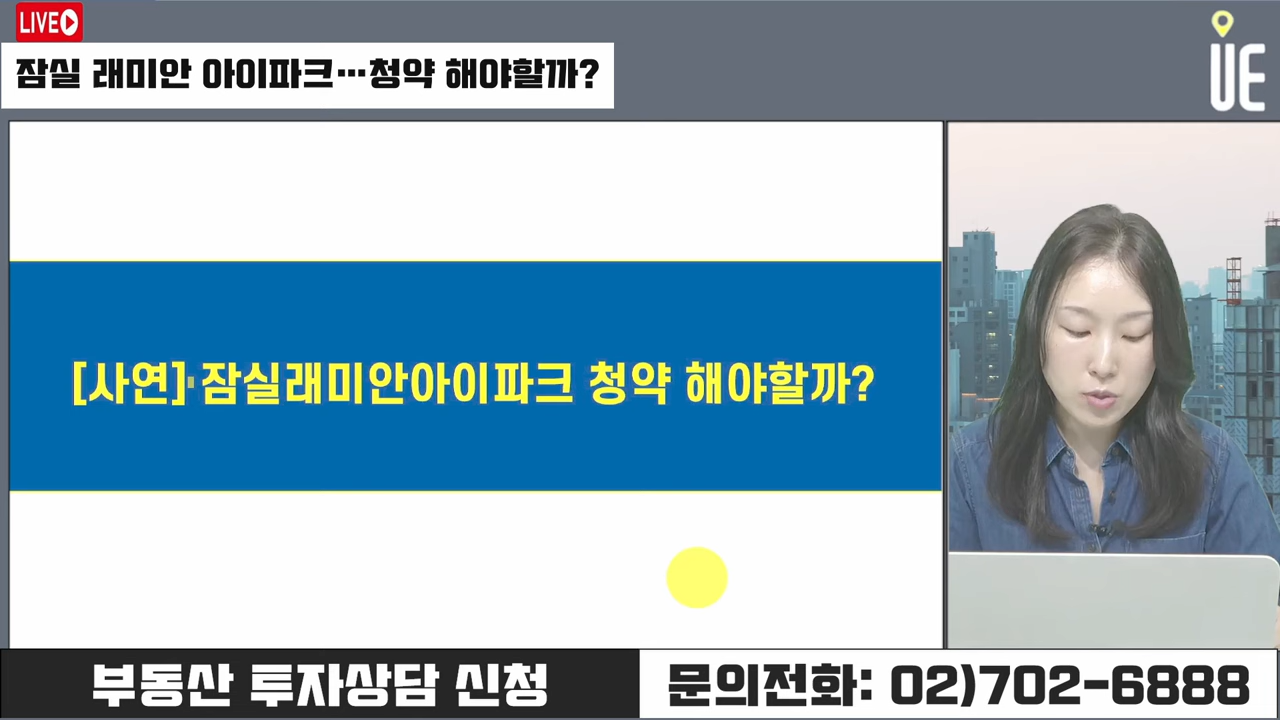 LIVE
잠실 래미안 아이파크…청약 해야할까?
UE
[사연] 잠실래미안아이파크 청약 해야할까?
부동산 투자상담 신청
문의전화: 02)702-6888